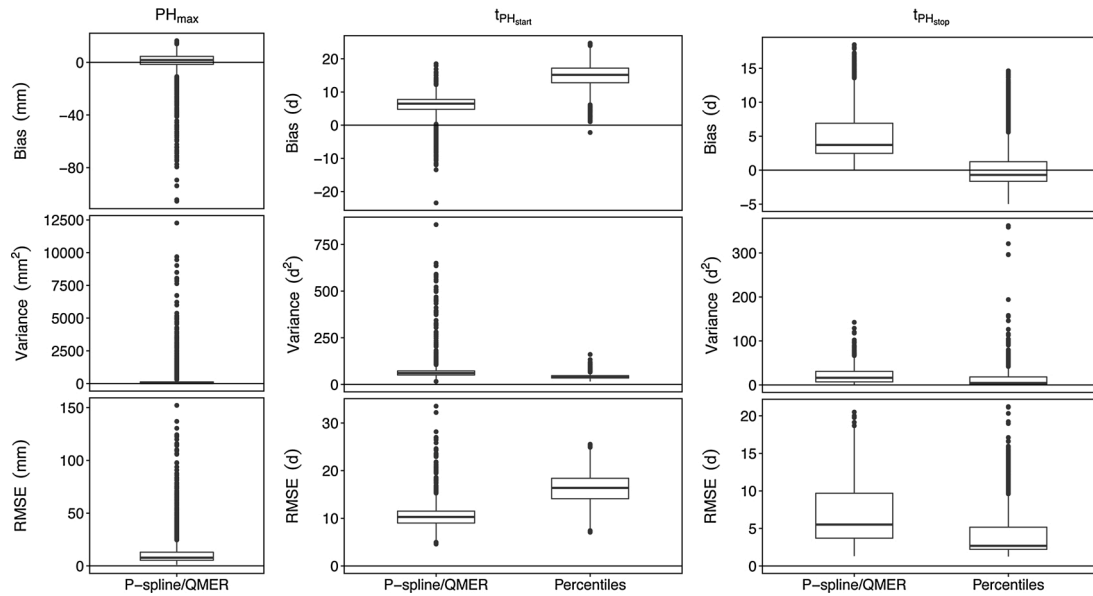 PHmax
tPHstart
tPHstop
Bias (mm)
0
−40
−80
Bias (d)
20
10
0
−10
−20
Bias (d)
15
10
5
0
−5
Variance (mm²)
12500
10000
7500
5000
2500
0
Variance (d²)
750
500
250
0
Variance (d²)
300
200
100
0
RMSE (mm)
150
100
50
0
RMSE (d)
30
20
10
0
RMSE (d)
20
15
10
5
0
P−spline/QMER
P−spline/QMER Percentiles
P−spline/QMER Percentiles